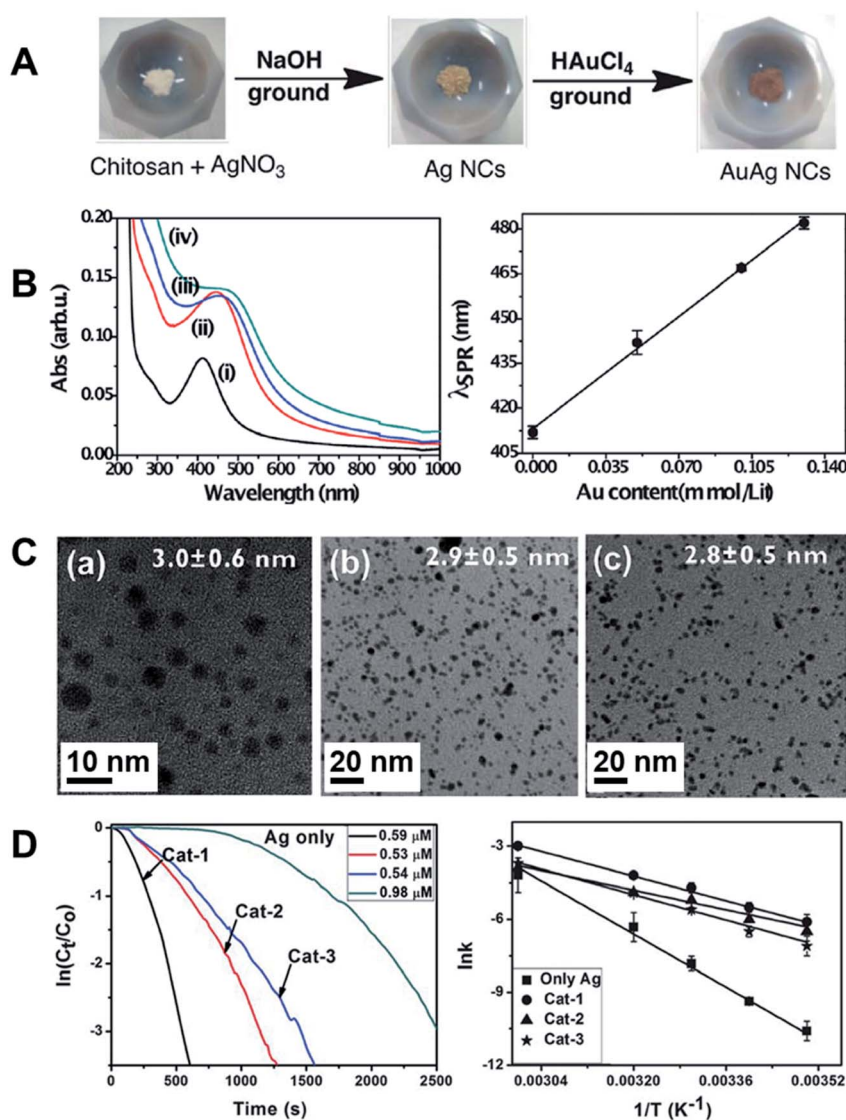 A
NaOH
ground
HAuCl4
ground
Chitosan + AgNO3
Ag NCs
AuAg NCs
B
Abs (arb.u.)
0.20
0.15
0.10
0.05
0.00
(iv)
(iii)
(ii)
(i)
200 300 400 500 600 700 800 900 1000
Wavelength (nm)
λSPR (nm)
480
465
450
435
420
405
0.000 0.035 0.070 0.105 0.140
Au content(m mol/Lit)
C
(a) 3.0±0.6 nm
10 nm
(b) 2.9±0.5 nm
20 nm
(c) 2.8±0.5 nm
20 nm
D
ln(Ct/Co)
0
-1
-2
-3
Ag only
0.59 μM
0.53 μM
0.54 μM
0.98 μM
Cat-1
Cat-2
Cat-3
0 500 1000 1500 2000 2500
Time (s)
lnk
-3
-6
-9
-12
Only Ag
Cat-1
Cat-2
Cat-3
0.00304 0.00320 0.00336 0.00352
1/T (K-1)